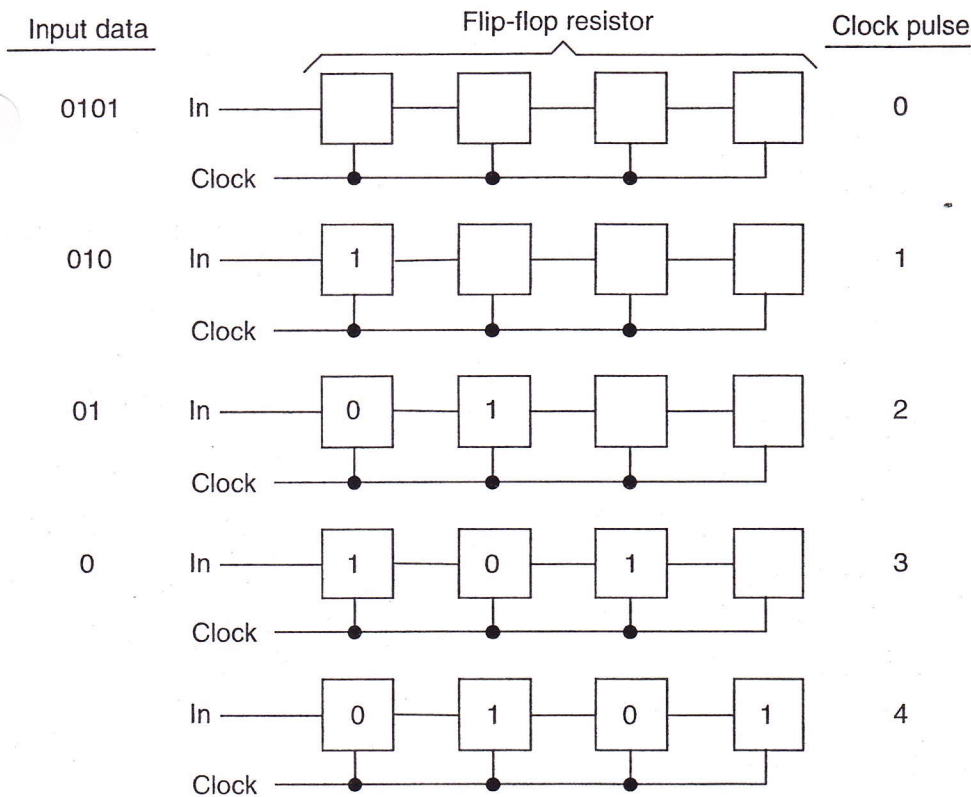 Input data Flip-flop resistor Clock pulse
0101 In 0
Clock
010 In 1 1
Clock
01 In 0 1 2
Clock
0 In 1 0 1 3
Clock
In 0 1 0 1 4
Clock